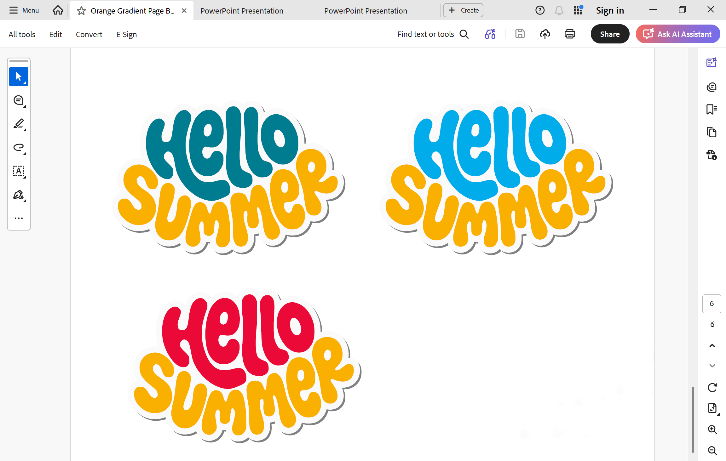 Menu
Orange Gradient Page B...
PowerPoint Presentation
PowerPoint Presentation
Create
Sign in
All tools
Edit
Convert
E-Sign
Find text or tools
Share
Ask AI Assistant
Hello
SUMMER
Hello
SUMMER
Hello
SUMMER
6
6